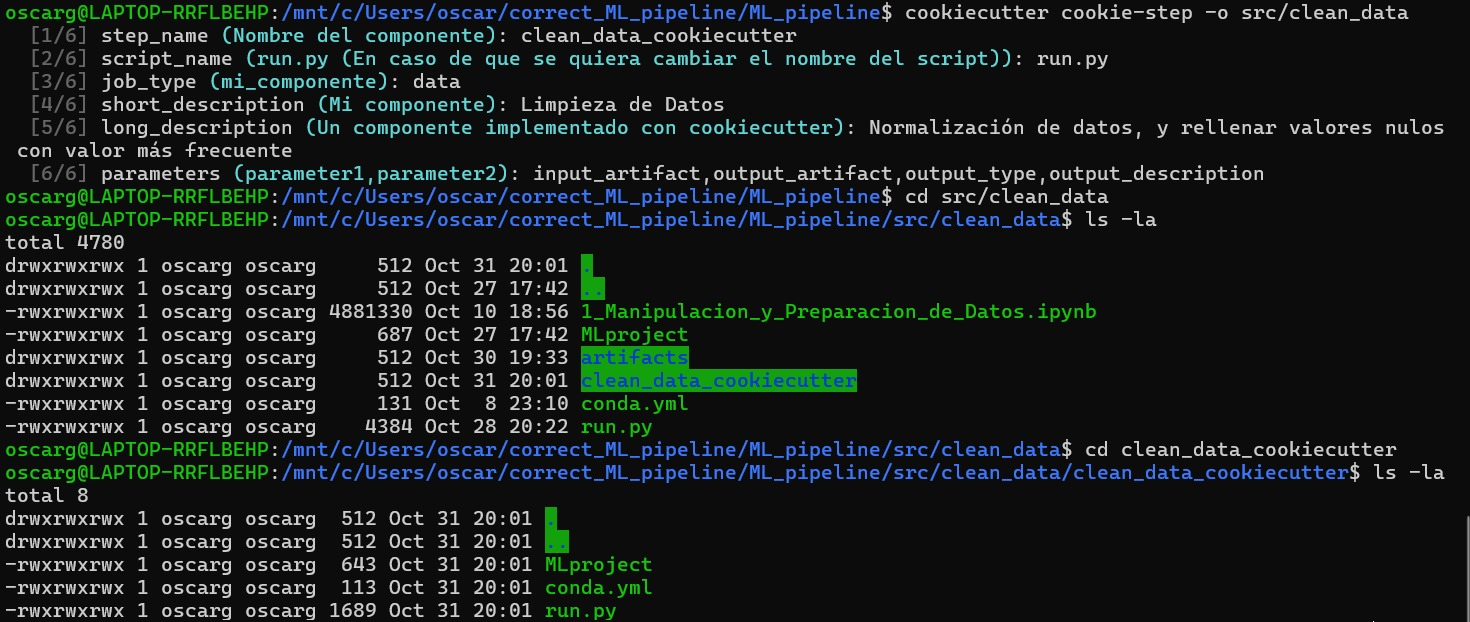 oscarg@LAPTOP-RRFLBEHP:/mnt/c/Users/oscar/correct_ML_pipeline/ML_pipeline$ cookiecutter cookie-step -o src/clean_data
  [1/6] step_name (Nombre del componente): clean_data_cookiecutter
  [2/6] script_name (run.py (En caso de que se quiera cambiar el nombre del script)): run.py
  [3/6] job_type (mi_componente): data
  [4/6] short_description (Mi componente): Limpieza de Datos
  [5/6] long_description (Un componente implementado con cookiecutter): Normalización de datos, y rellenar valores nulos
 con valor más frecuente
  [6/6] parameters (parameter1,parameter2): input_artifact,output_artifact,output_type,output_description
oscarg@LAPTOP-RRFLBEHP:/mnt/c/Users/oscar/correct_ML_pipeline/ML_pipeline$ cd src/clean_data
oscarg@LAPTOP-RRFLBEHP:/mnt/c/Users/oscar/correct_ML_pipeline/ML_pipeline/src/clean_data$ ls -la
total 4780
drwxrwxrwx 1 oscarg oscarg     512 Oct 31 20:01 .
drwxrwxrwx 1 oscarg oscarg     512 Oct 27 17:42 ..
-rwxrwxrwx 1 oscarg oscarg 4881330 Oct 10 18:56 1_Manipulacion_y_Preparacion_de_Datos.ipynb
-rwxrwxrwx 1 oscarg oscarg     687 Oct 27 17:42 MLproject
drwxrwxrwx 1 oscarg oscarg     512 Oct 30 19:33 artifacts
drwxrwxrwx 1 oscarg oscarg     512 Oct 31 20:01 clean_data_cookiecutter
-rwxrwxrwx 1 oscarg oscarg     131 Oct  8 23:10 conda.yml
-rwxrwxrwx 1 oscarg oscarg    4384 Oct 28 20:22 run.py
oscarg@LAPTOP-RRFLBEHP:/mnt/c/Users/oscar/correct_ML_pipeline/ML_pipeline/src/clean_data$ cd clean_data_cookiecutter
oscarg@LAPTOP-RRFLBEHP:/mnt/c/Users/oscar/correct_ML_pipeline/ML_pipeline/src/clean_data/clean_data_cookiecutter$ ls -la
total 8
drwxrwxrwx 1 oscarg oscarg  512 Oct 31 20:01 .
drwxrwxrwx 1 oscarg oscarg  512 Oct 31 20:01 ..
-rwxrwxrwx 1 oscarg oscarg  643 Oct 31 20:01 MLproject
-rwxrwxrwx 1 oscarg oscarg  113 Oct 31 20:01 conda.yml
-rwxrwxrwx 1 oscarg oscarg 1689 Oct 31 20:01 run.py